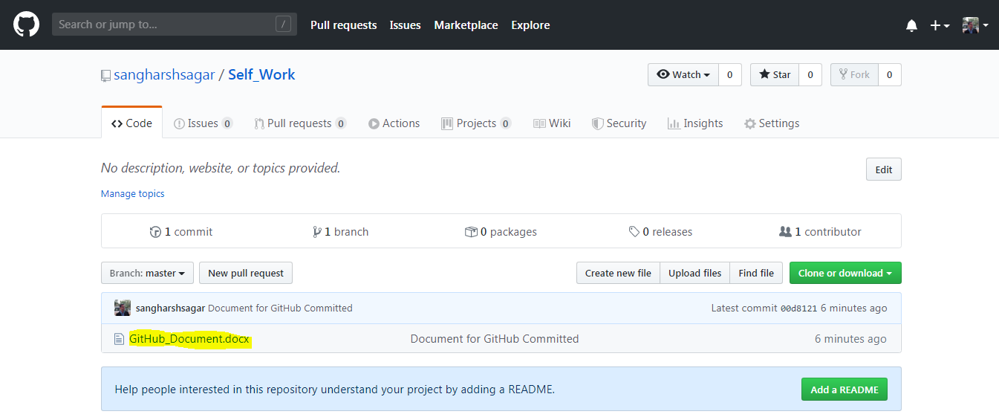 Search or jump to... / Pull requests Issues Marketplace Explore
sangharshsagar / Self_Work Watch 0 Star 0 Fork 0
Code Issues 0 Pull requests 0 Actions Projects 0 Wiki Security Insights Settings
No description, website, or topics provided. Edit
Manage topics
1 commit 1 branch 0 packages 0 releases 1 contributor
Branch: master New pull request Create new file Upload files Find file Clone or download
sangharshsagar Document for GitHub Committed Latest commit 00d8121 6 minutes ago
GitHub_Document.docx Document for GitHub Committed 6 minutes ago
Help people interested in this repository understand your project by adding a README. Add a README